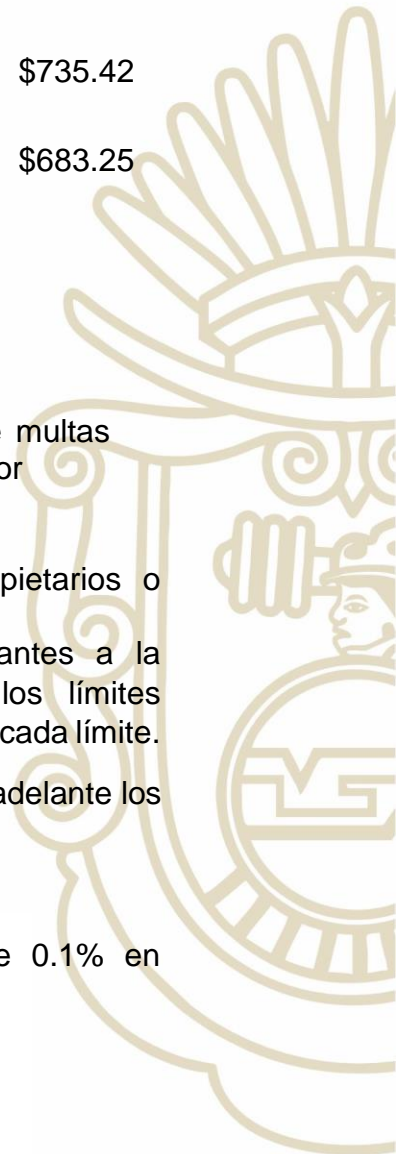 $735.42
$683.25
multas
or
pietarios o
antes a la
los límites
cada límite.
adelante los
e 0.1% en